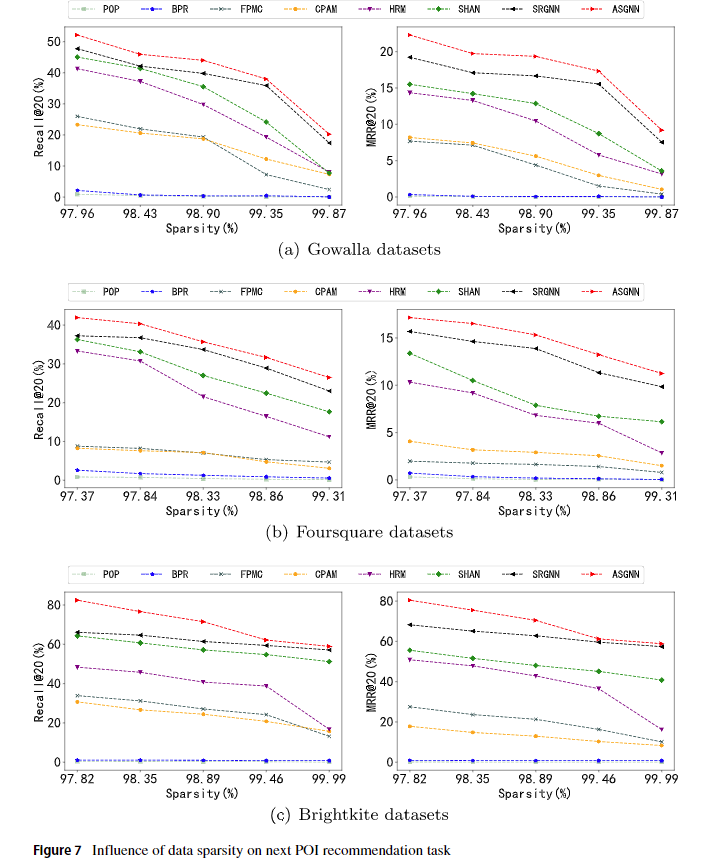 POP BPR FPMC CPAM HRM SHAN SRGNN ASGNN
Recall@20(%)
50
40
30
20
10
0
97.96 98.43 98.90 99.35 99.87
Sparsity(%)
MRR@20(%)
20
15
10
5
0
97.96 98.43 98.90 99.35 99.87
Sparsity(%)
(a) Gowalla datasets
POP BPR FPMC CPAM HRM SHAN SRGNN ASGNN
Recall@20(%)
40
30
20
10
0
97.37 97.84 98.33 98.86 99.31
Sparsity(%)
MRR@20(%)
15
10
5
0
97.37 97.84 98.33 98.86 99.31
Sparsity(%)
(b) Foursquare datasets
POP BPR FPMC CPAM HRM SHAN SRGNN ASGNN
Recall@20(%)
80
60
40
20
0
97.82 98.35 98.89 99.46 99.99
Sparsity(%)
MRR@20(%)
80
60
40
20
0
97.82 98.35 98.89 99.46 99.99
Sparsity(%)
(c) Brightkite datasets
Figure 7 Influence of data sparsity on next POI recommendation task